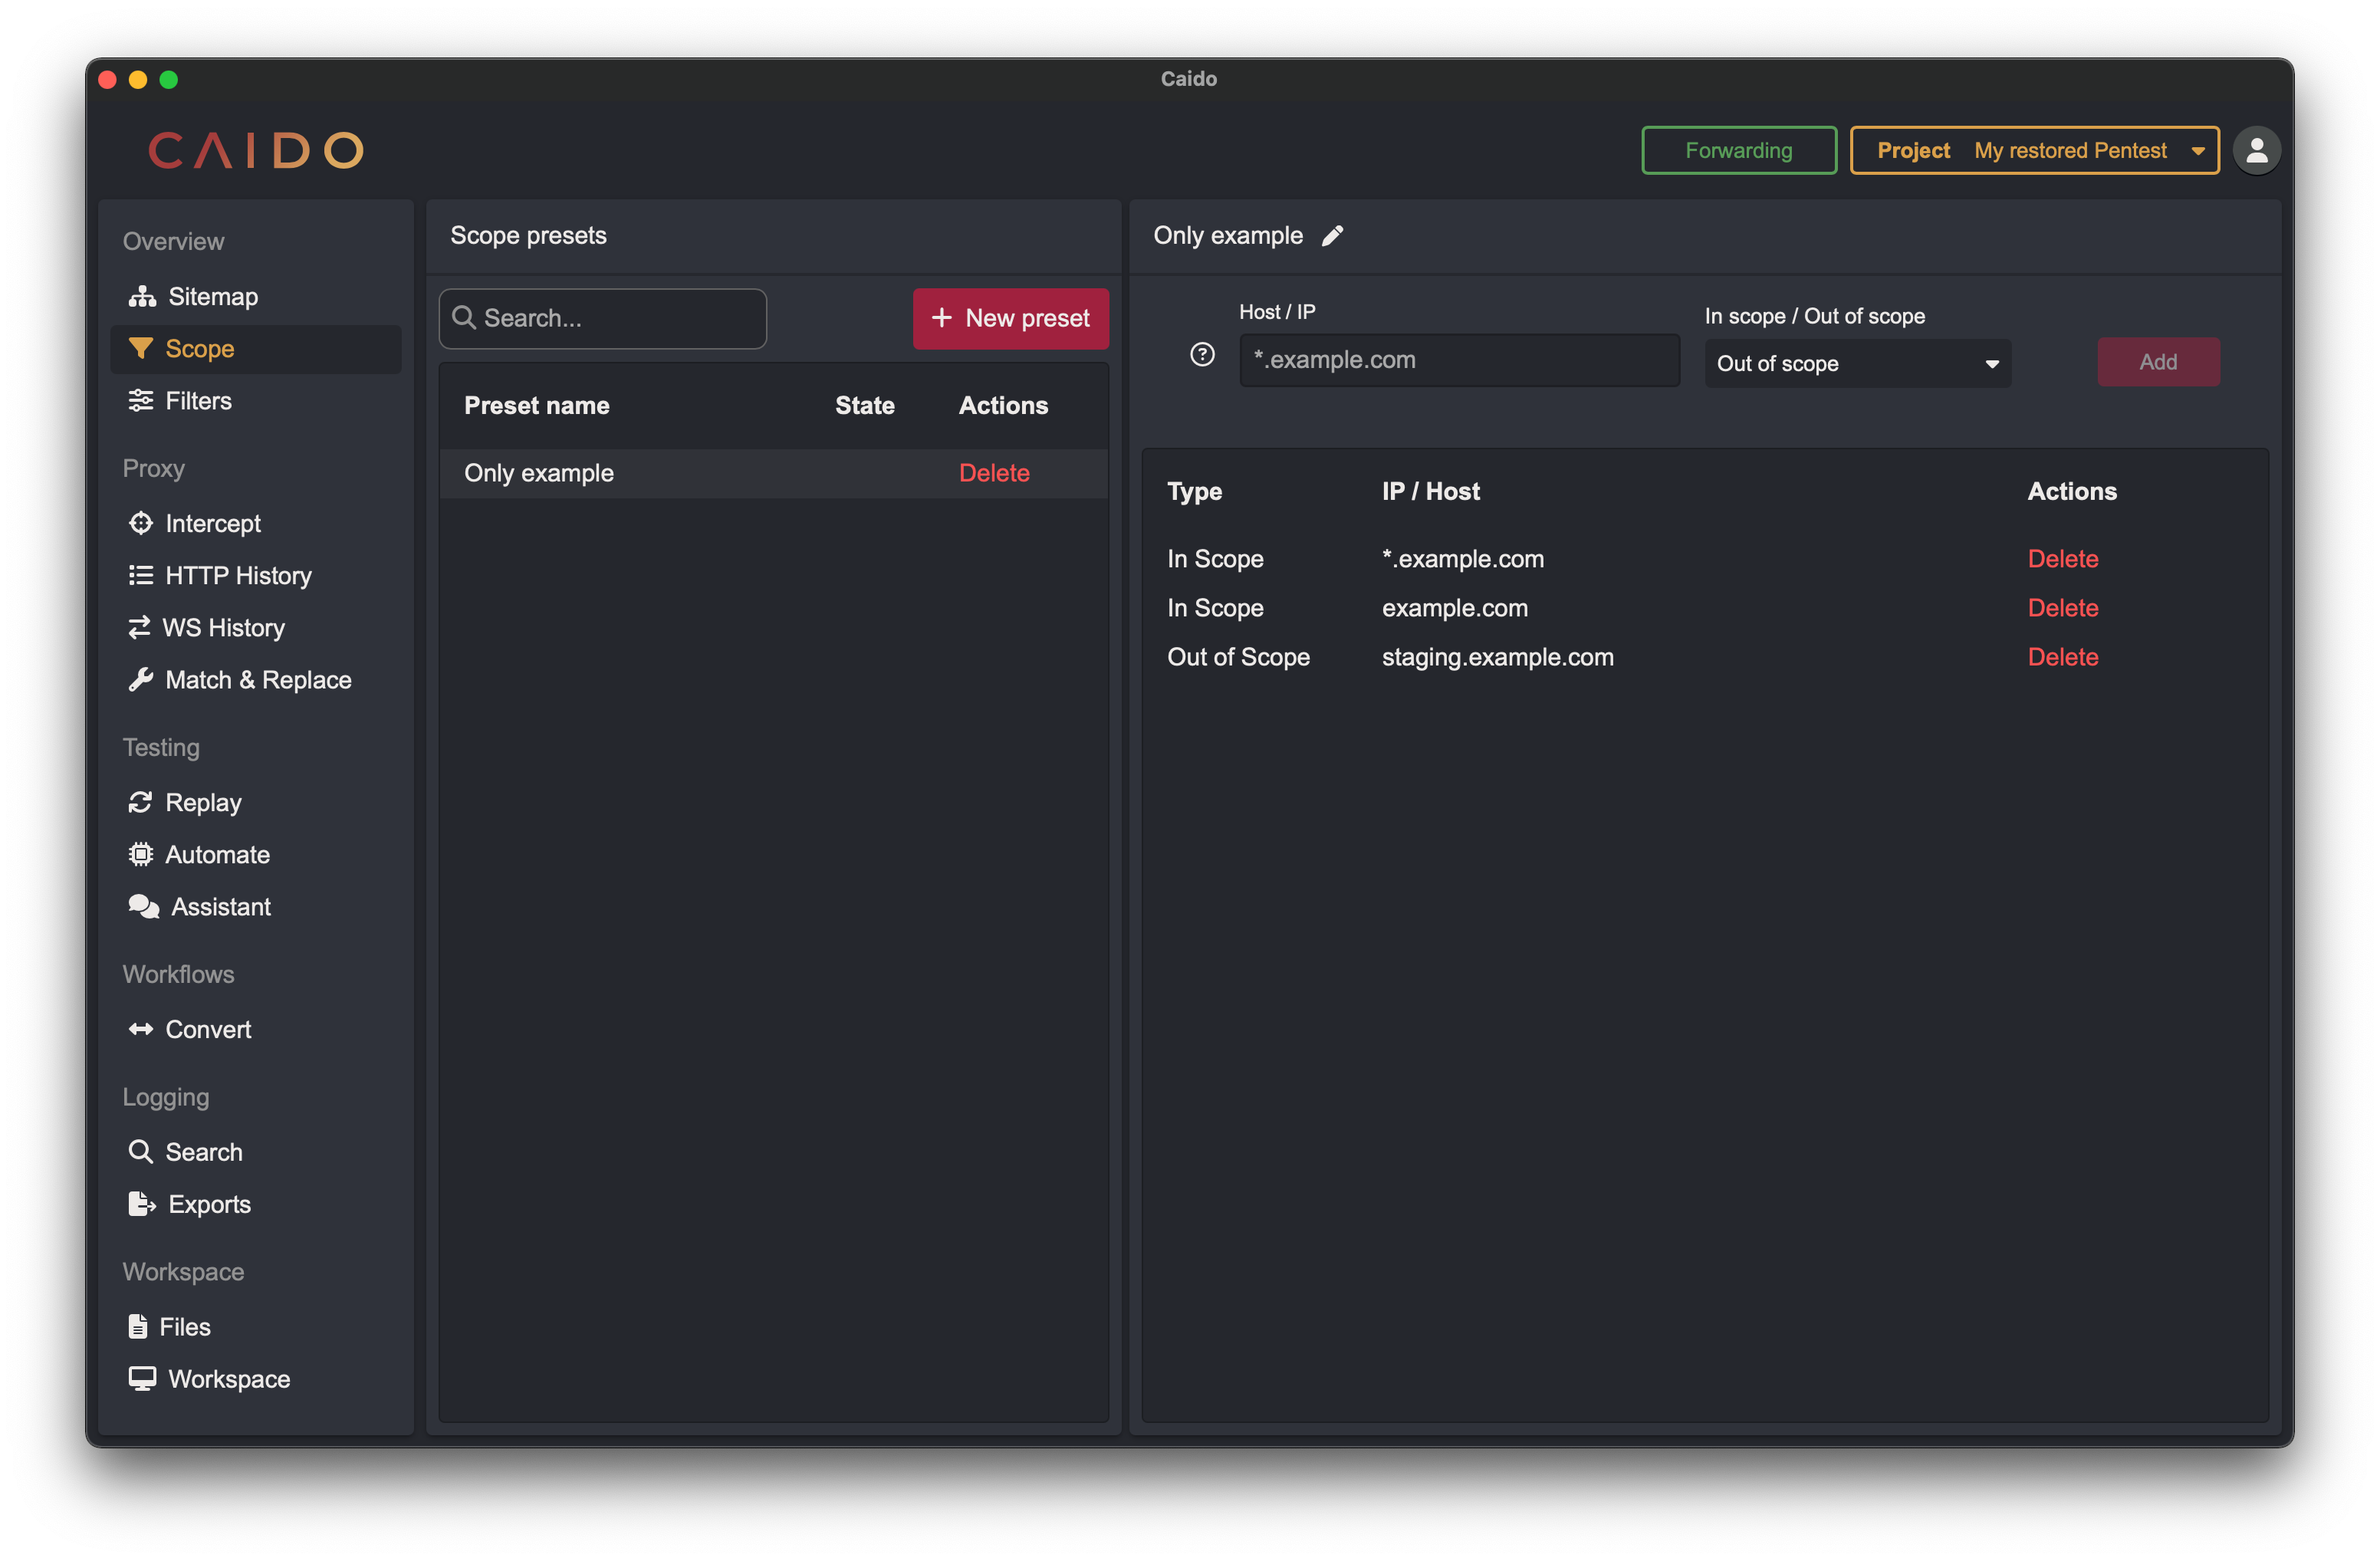 Caido
CAIDO
Forwarding
Project My restored Pentest
Overview
Sitemap
Scope
Filters
Proxy
Intercept
HTTP History
WS History
Match & Replace
Testing
Replay
Automate
Assistant
Workflows
Convert
Logging
Search
Exports
Workspace
Files
Workspace
Scope presets
Search...
+ New preset
Preset name State Actions
Only example Delete
Only example
Host / IP
In scope / Out of scope
?
*.example.com
Out of scope
Add
Type IP / Host Actions
In Scope *.example.com Delete
In Scope example.com Delete
Out of Scope staging.example.com Delete